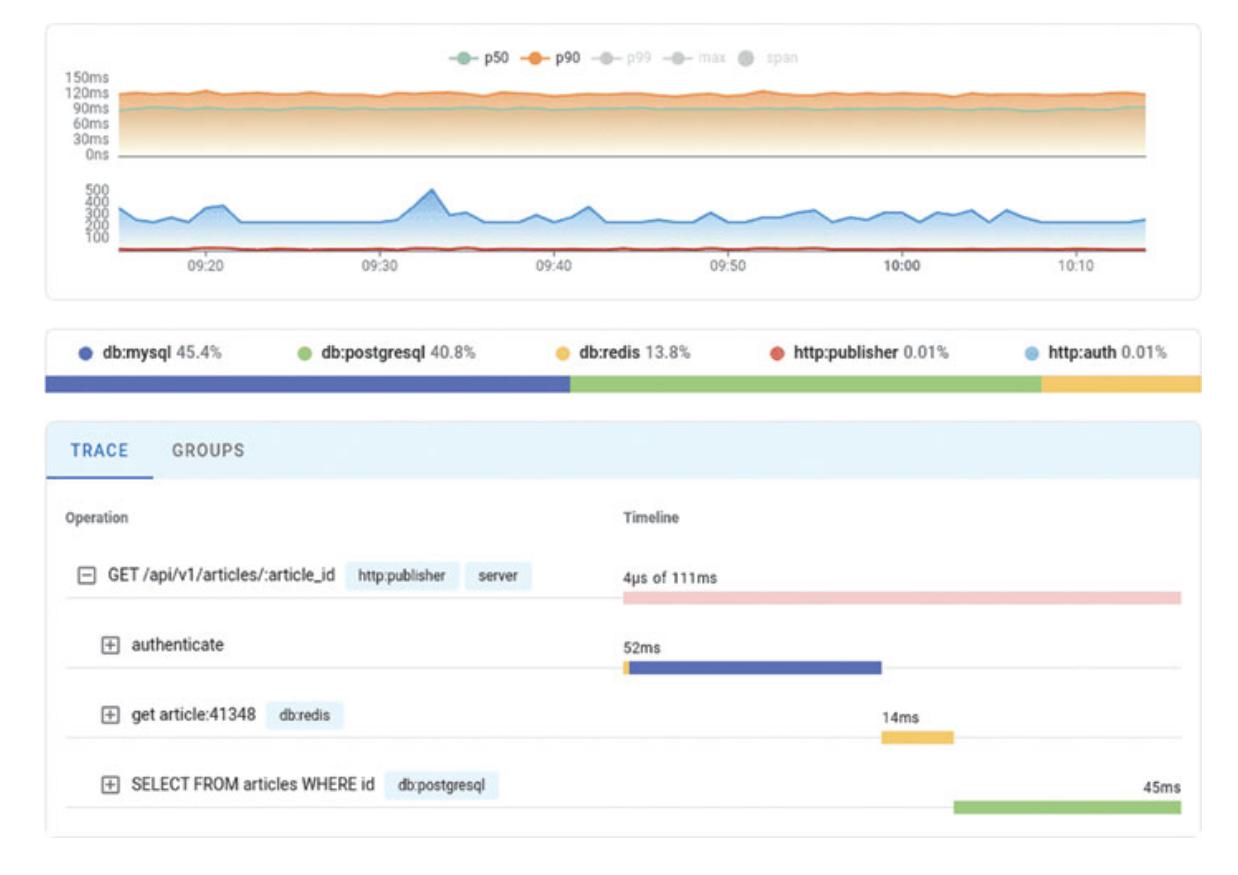 p50 p90 p99 max span
150ms
120ms
90ms
60ms
30ms
0ns
500
400
300
200
100
09:20 09:30 09:40 09:50 10:00 10:10
db:mysql 45.4% db:postgresql 40.8% db:redis 13.8% http:publisher 0.01% http:auth 0.01%
TRACE GROUPS
Operation Timeline
GET /api/v1/articles/:article_id http:publisher server 4μs of 111ms
authenticate 52ms
get article:41348 db:redis 14ms
SELECT FROM articles WHERE id db:postgresql 45ms